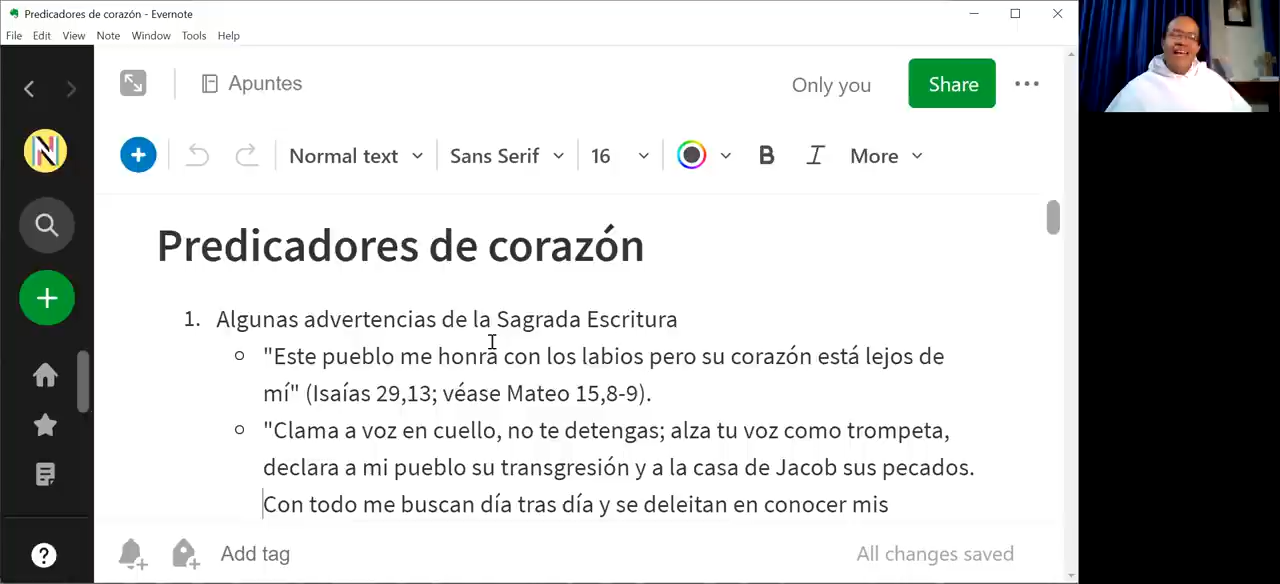 Predicadores de corazón - Evernote
File Edit View Note Window Tools Help
Apuntes
Only you
Share
Normal text
Sans Serif
16
B
I
More
Predicadores de corazón
1. Algunas advertencias de la Sagrada Escritura
"Este pueblo me honra con los labios pero su corazón está lejos de
mí" (Isaías 29,13; véase Mateo 15,8-9).
"Clama a voz en cuello, no te detengas; alza tu voz como trompeta,
declara a mi pueblo su transgresión y a la casa de Jacob sus pecados.
Con todo me buscan día tras día y se deleitan en conocer mis
Add tag
All changes saved